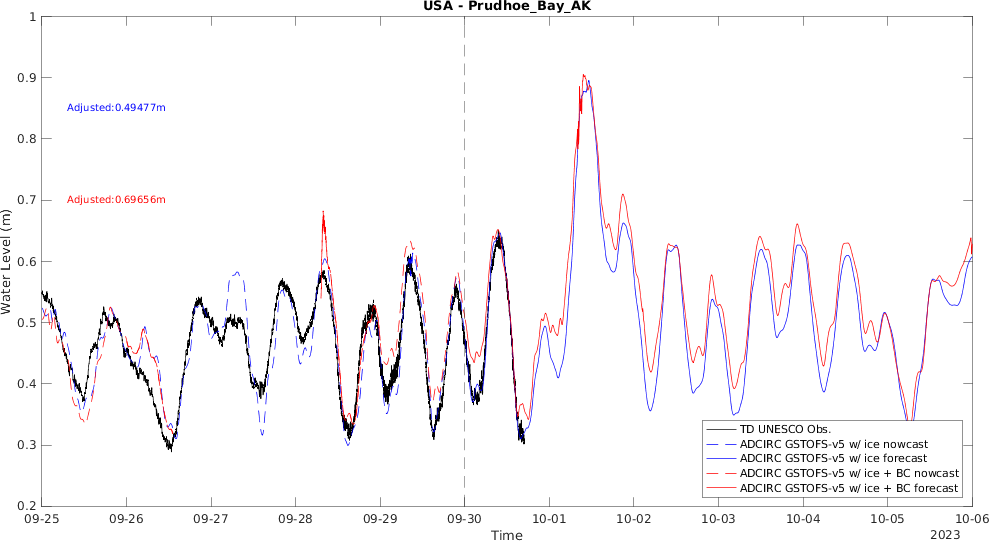 USA - Prudhoe_Bay_AK
1
0.9
0.8
0.7
0.6
0.5
0.4
0.3
0.2
Water Level (m)
Adjusted:0.49477m
Adjusted:0.69656m
TD UNESCO Obs.
ADCIRC GSTOFS-v5 w/ ice nowcast
ADCIRC GSTOFS-v5 w/ ice forecast
ADCIRC GSTOFS-v5 w/ ice + BC nowcast
ADCIRC GSTOFS-v5 w/ ice + BC forecast
09-25 09-26 09-27 09-28 09-29 09-30 10-01 10-02 10-03 10-04 10-05 10-06
Time
2023